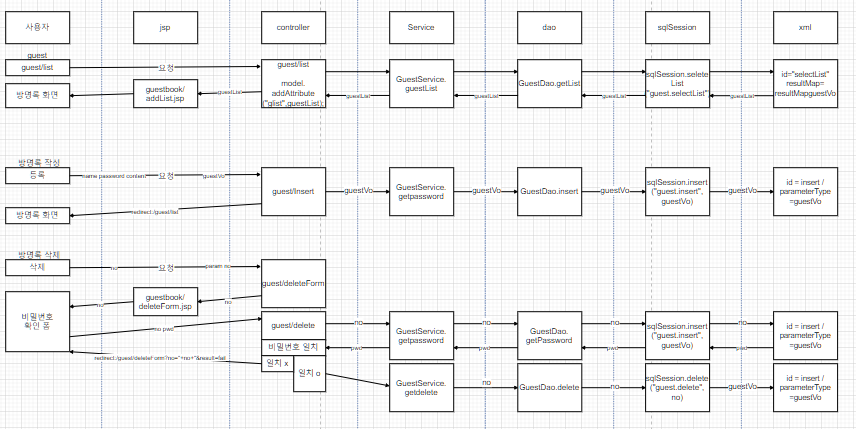 사용자
jsp
controller
Service
dao
sqlSession
xml
guest
guest/list
요청
guest/list
model.
addAttribute
("glist",guestList);
GuestService.
guestList
GuestDao.getList
sqlSession.selete
List
("guest.selectList")
id="selectList"
resultMap=
resultMapguestVo
방명록 화면
guestbook/
addList.jsp
guestList
guestList
guestList
guestList
guestList
방명록 작성
등록
name password content
요청
guestVo
guest/Insert
guestVo
GuestService.
getpassword
guestVo
GuestDao.insert
guestVo
sqlSession.insert
("guest.insert",
guestVo)
guestVo
id = insert /
parameterType
=guestVo
방명록 화면
redirect:/guest/list
방명록 삭제
삭제
no
요청
param no
guest/deleteForm
guestbook/
deleteForm.jsp
no
no
비밀번호
확인 폼
no pwd
guest/delete
비밀번호 일치
일치 x
일치 o
redirect:/guest/deleteForm?no="+no+"&result=fail
no
pwd
GuestService.
getpassword
no
pwd
GuestDao.
getPassword
no
pwd
sqlSession.insert
("guest.insert",
guestVo)
no
pwd
id = insert /
parameterType
=guestVo
GuestService.
getdelete
no
GuestDao.delete
no
sqlSession.delete
("guest.delete",
no)
guestVo
id = insert /
parameterType
=guestVo